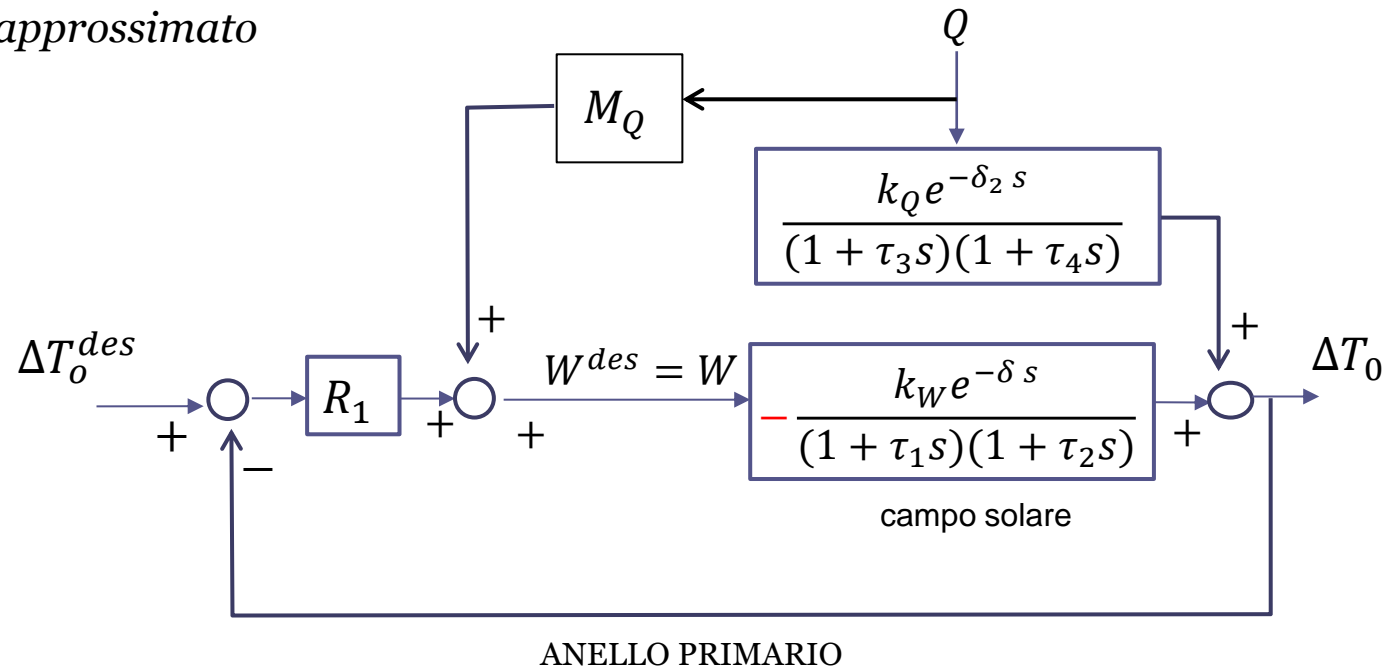 approssimato
Q
M_Q
k_Q e^{-δ_2 s}
(1 + τ_3 s)(1 + τ_4 s)
+
+
ΔT_o^{des}
R_1
W^{des} = W
− k_W e^{-δ s}
(1 + τ_1 s)(1 + τ_2 s)
ΔT_0
+
+
+
+
−
campo solare
ANELLO PRIMARIO